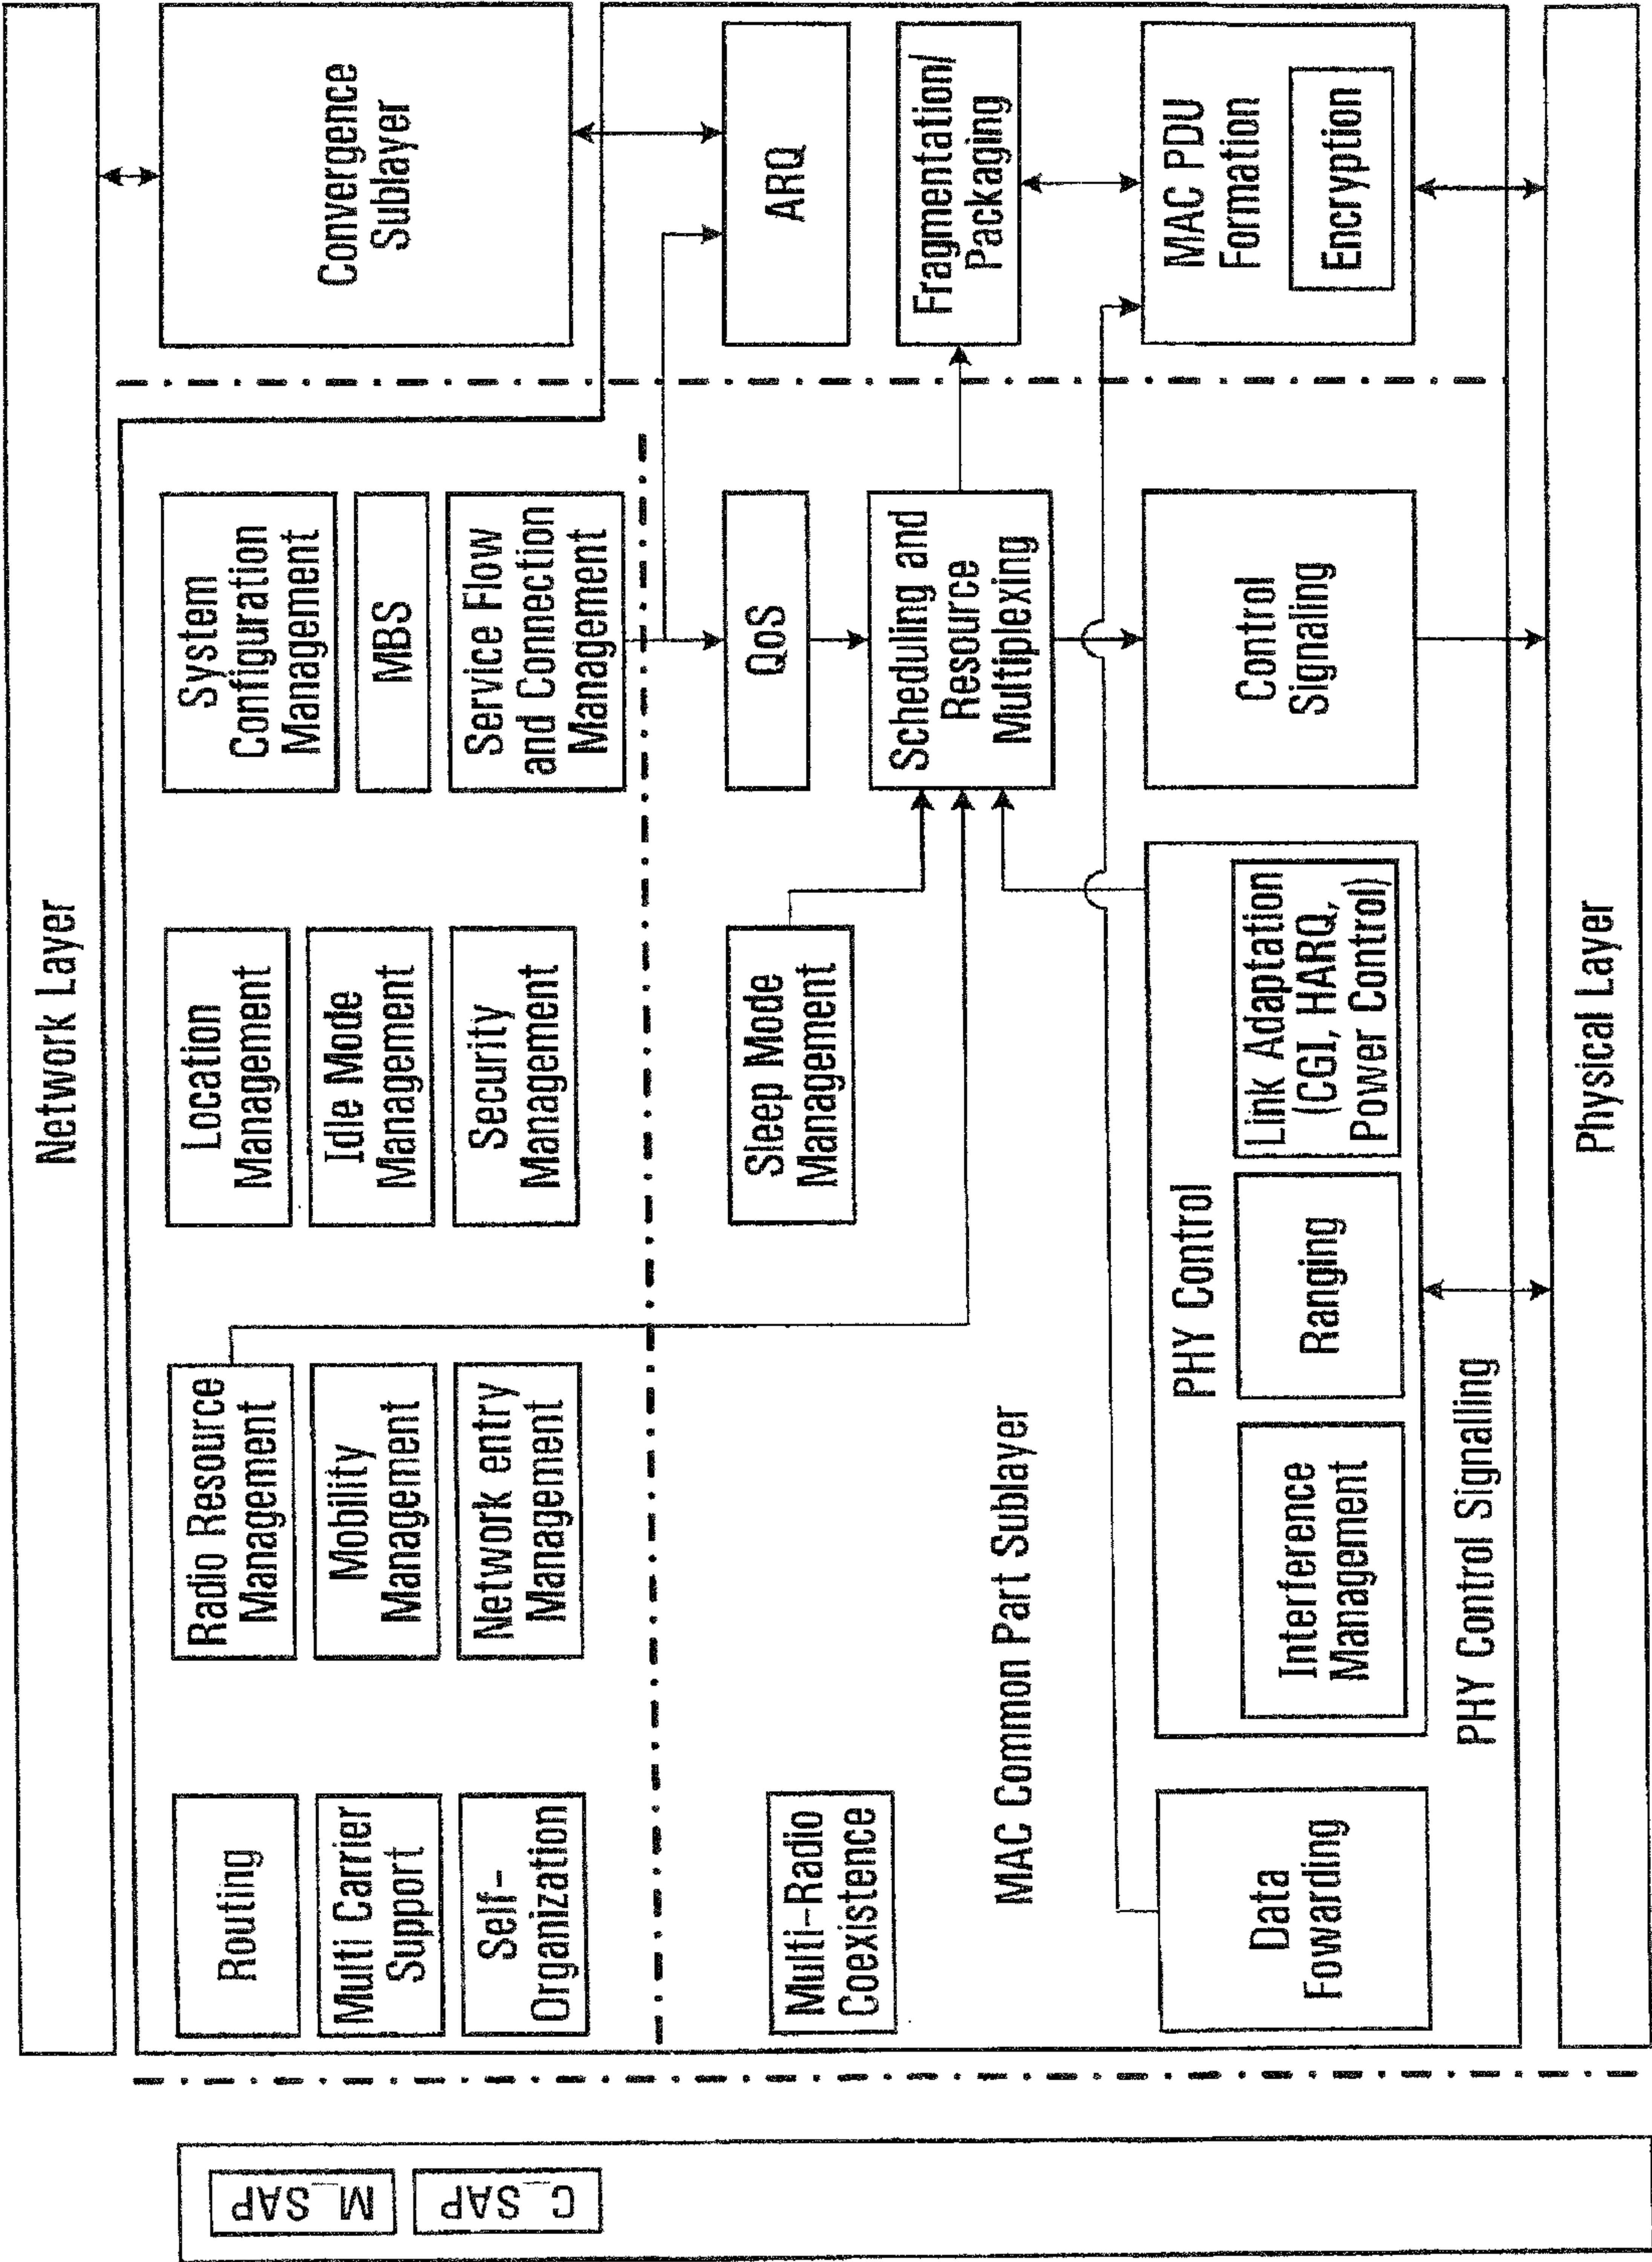 Network Layer
M_SAP
C_SAP
Routing
Multi Carrier
Support
Self-
Organization
Radio Resource
Management
Mobility
Management
Network entry
Management
Location
Management
Idle Mode
Management
Security
Management
System
Configuration
Management
MBS
Service Flow
and Connection
Management
Convergence
Sublayer
Multi-Radio
Coexistence
Sleep Mode
Management
QoS
ARQ
Scheduling and
Resource
Multiplexing
Fragmentation/
Packaging
MAC Common Part Sublayer
Data
Fowarding
PHY Control
Interference
Management
Ranging
Link Adaptation
(CGI, HARQ,
Power Control)
Control
Signaling
MAC PDU
Formation
Encryption
PHY Control Signalling
Physical Layer